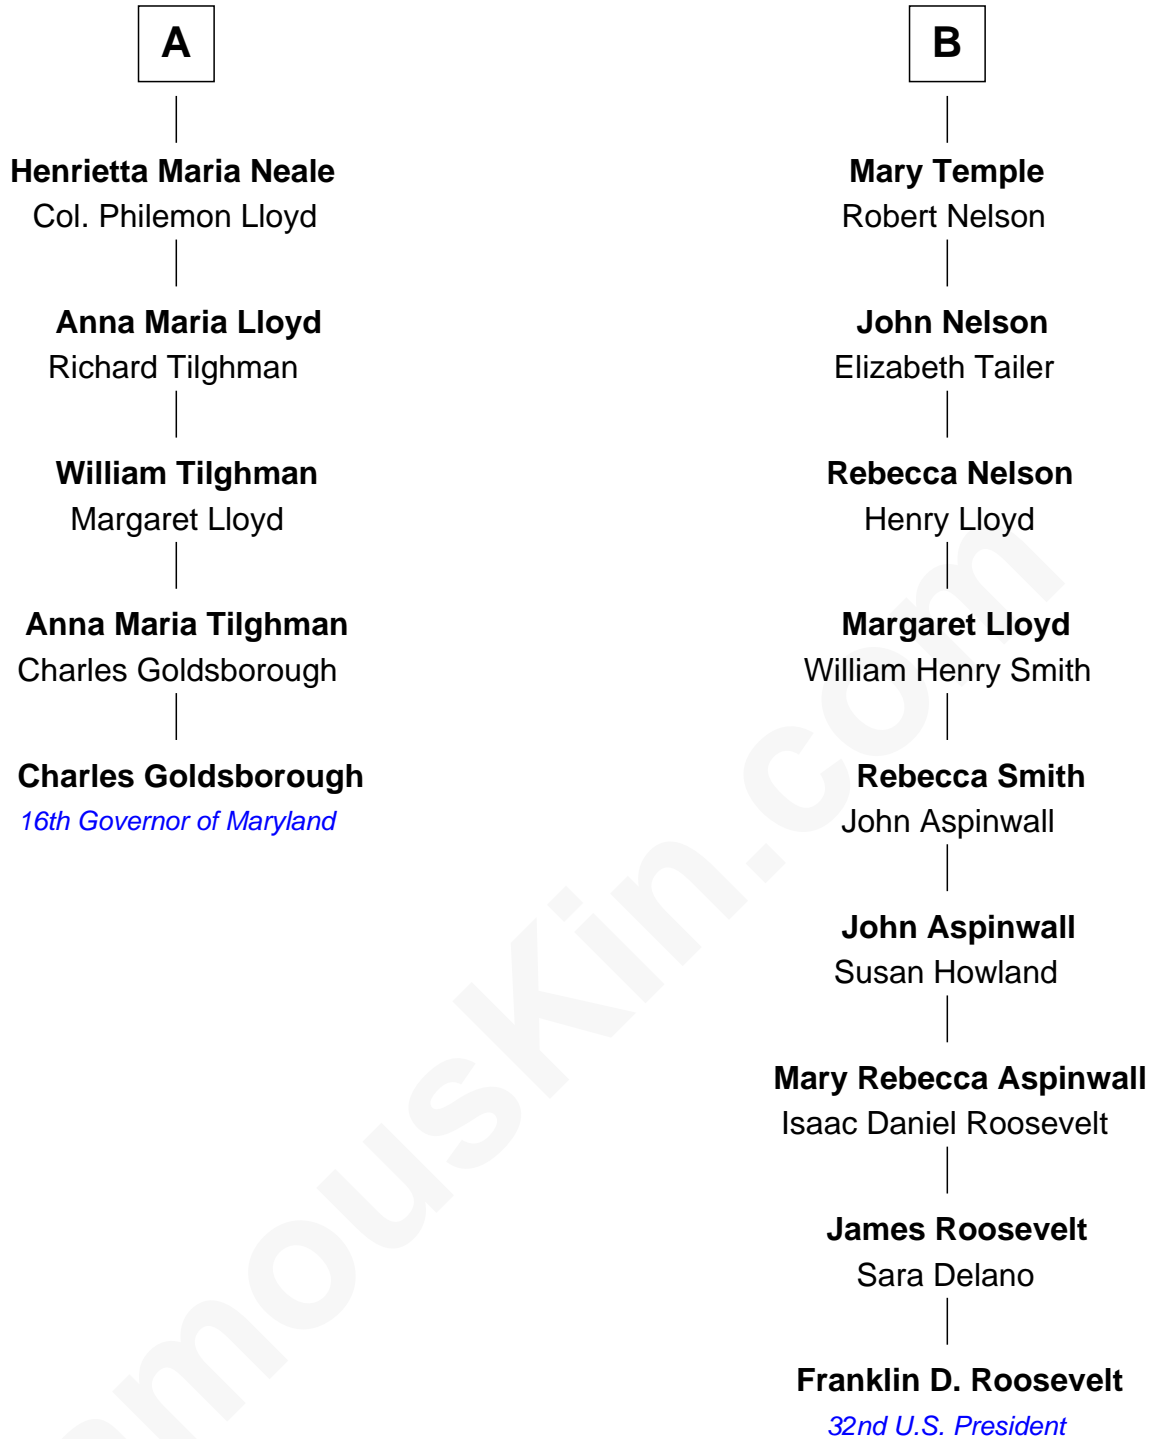 A
Henrietta Maria Neale
Col. Philemon Lloyd
Anna Maria Lloyd
Richard Tilghman
William Tilghman
Margaret Lloyd
Anna Maria Tilghman
Charles Goldsborough
Charles Goldsborough
16th Governor of Maryland
B
Mary Temple
Robert Nelson
John Nelson
Elizabeth Tailer
Rebecca Nelson
Henry Lloyd
Margaret Lloyd
William Henry Smith
Rebecca Smith
John Aspinwall
John Aspinwall
Susan Howland
Mary Rebecca Aspinwall
Isaac Daniel Roosevelt
James Roosevelt
Sara Delano
Franklin D. Roosevelt
32nd U.S. President
amouskin.com